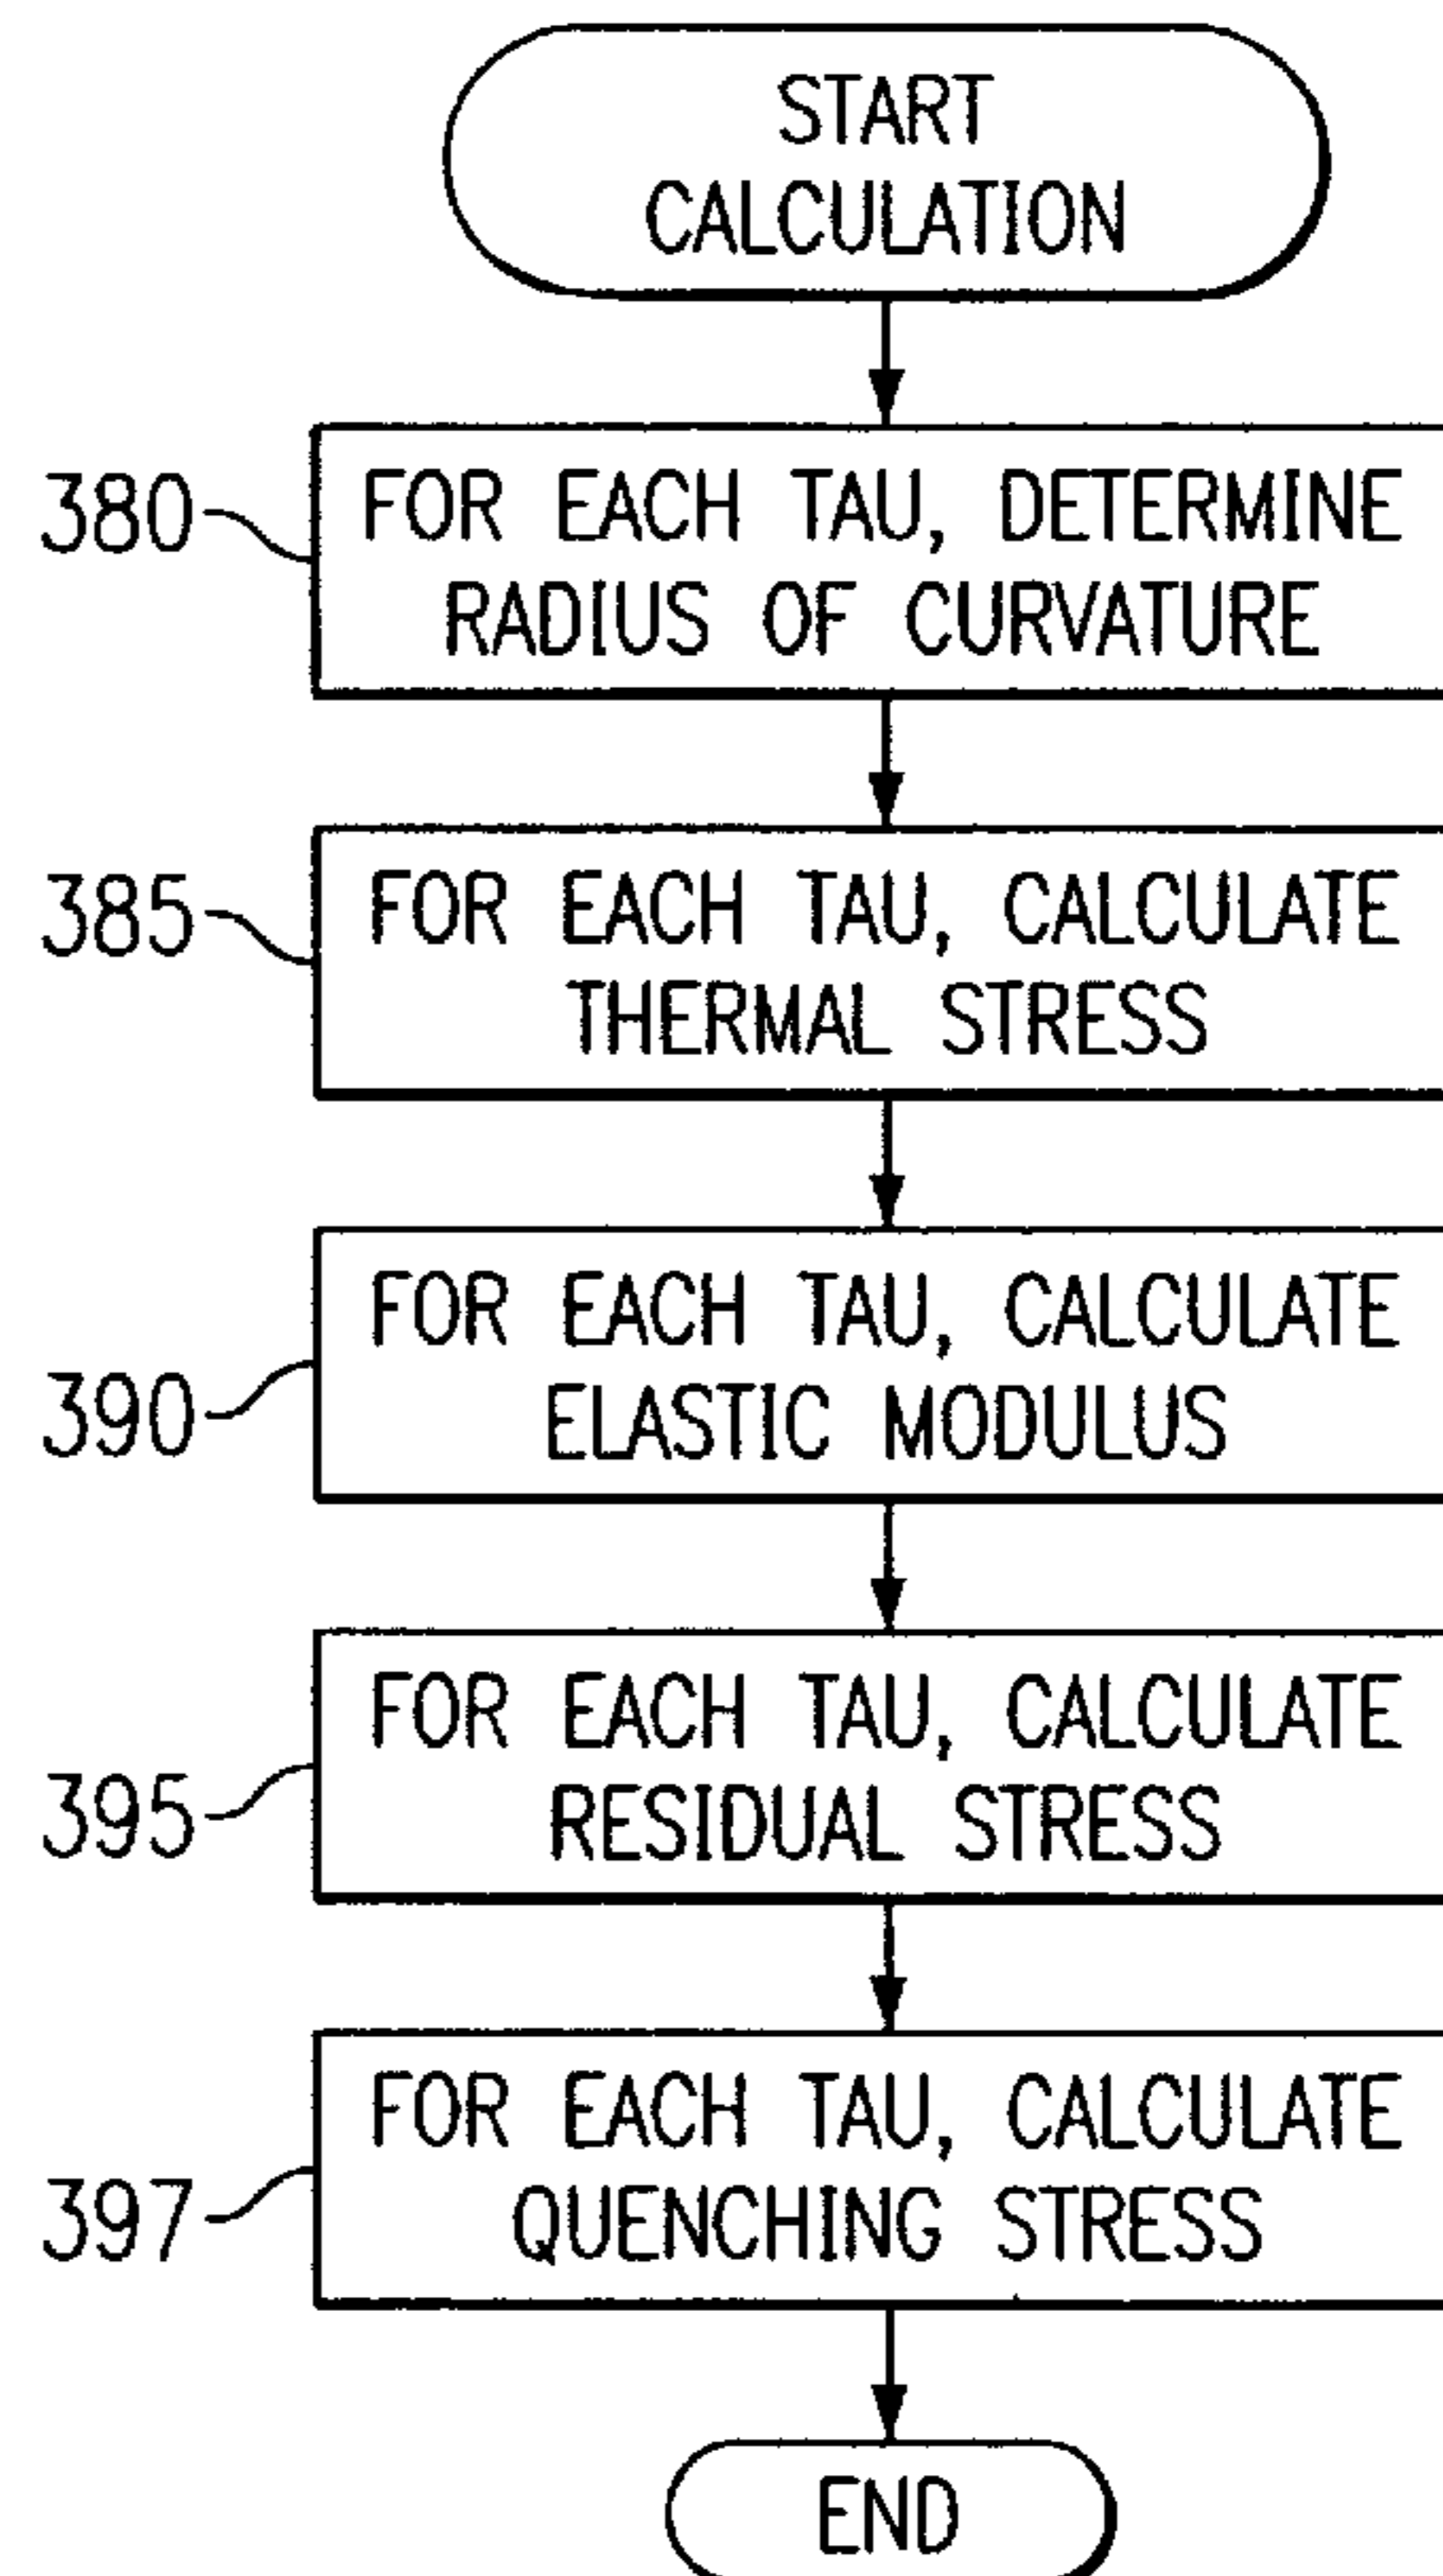 START
CALCULATION
380
FOR EACH TAU, DETERMINE
RADIUS OF CURVATURE
385
FOR EACH TAU, CALCULATE
THERMAL STRESS
390
FOR EACH TAU, CALCULATE
ELASTIC MODULUS
395
FOR EACH TAU, CALCULATE
RESIDUAL STRESS
397
FOR EACH TAU, CALCULATE
QUENCHING STRESS
END